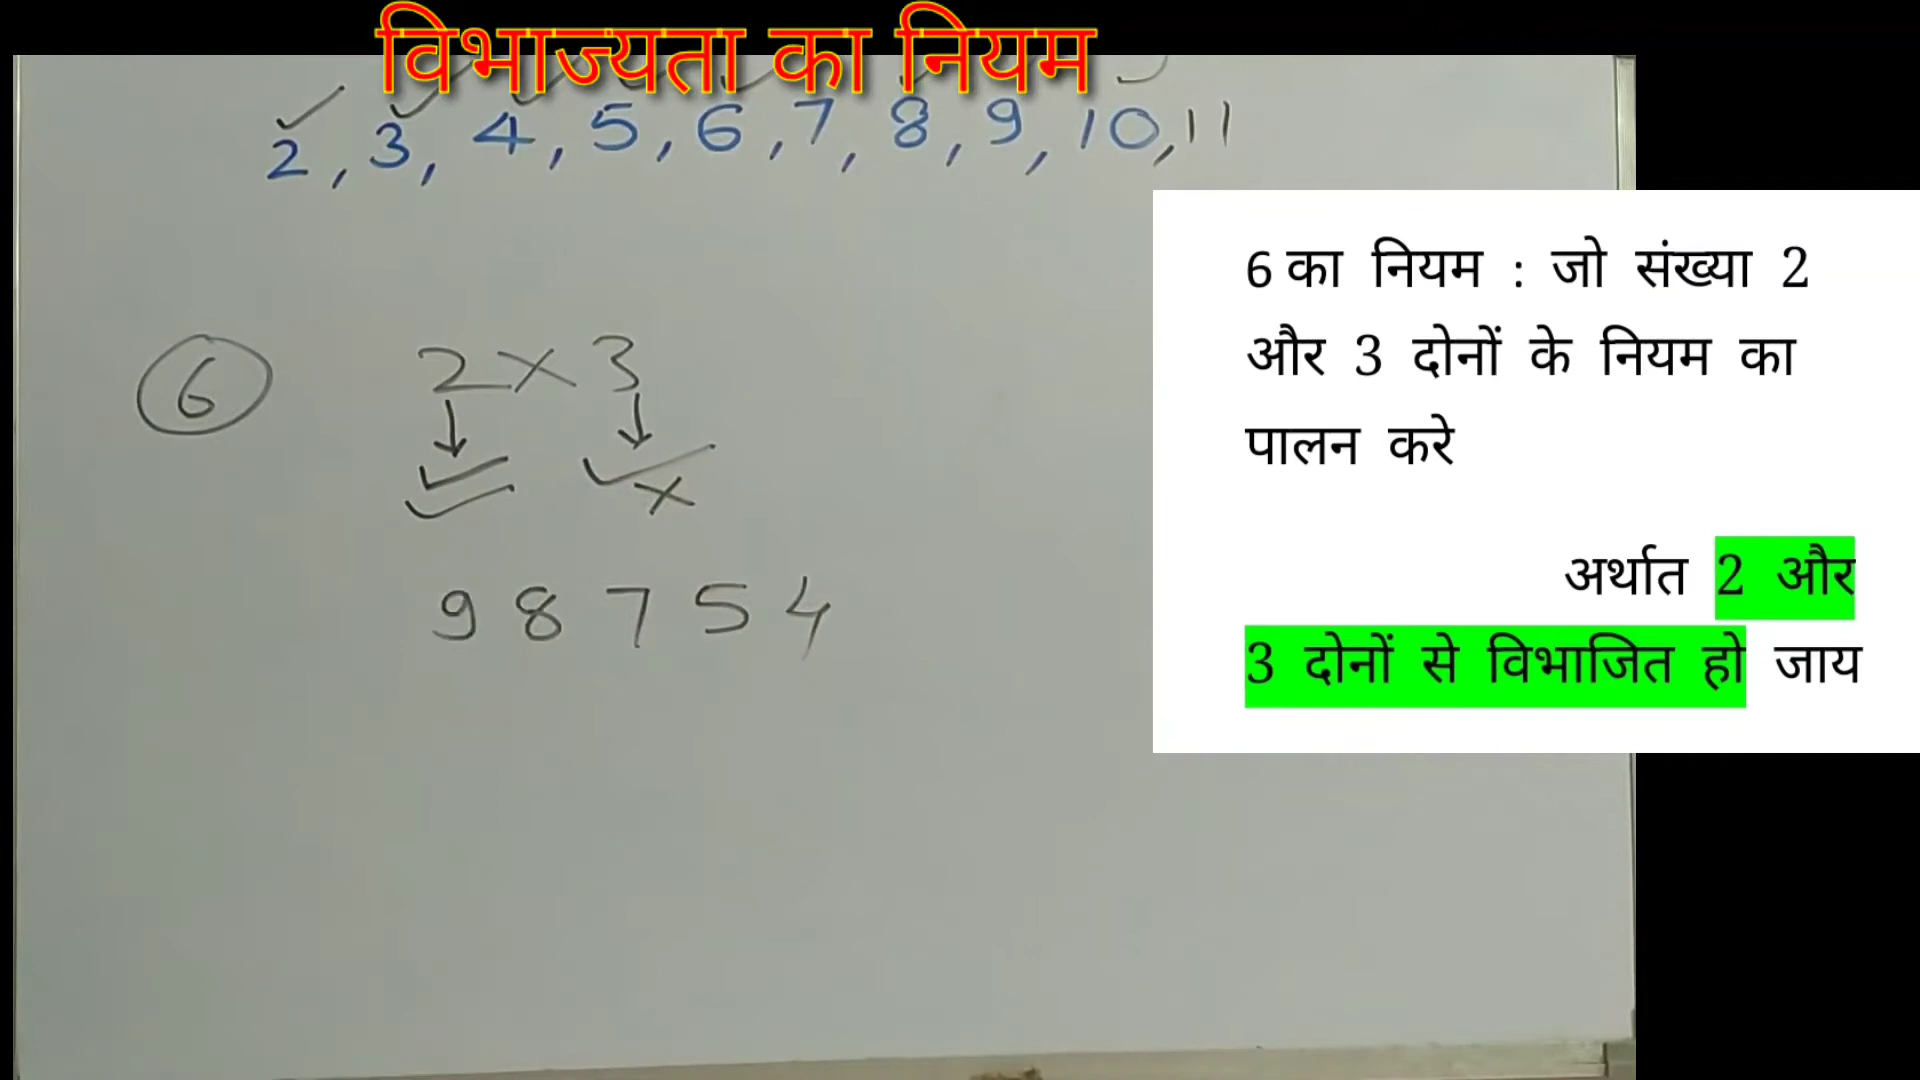 विभाज्यता का नियम
2, 3, 4, 5, 6, 7, 8, 9, 10, 11
6 का नियम : जो संख्या 2
और 3 दोनों के नियम का
पालन करे
अर्थात 2 और
3 दोनों से विभाजित हो जाय
6 2 × 3
98754